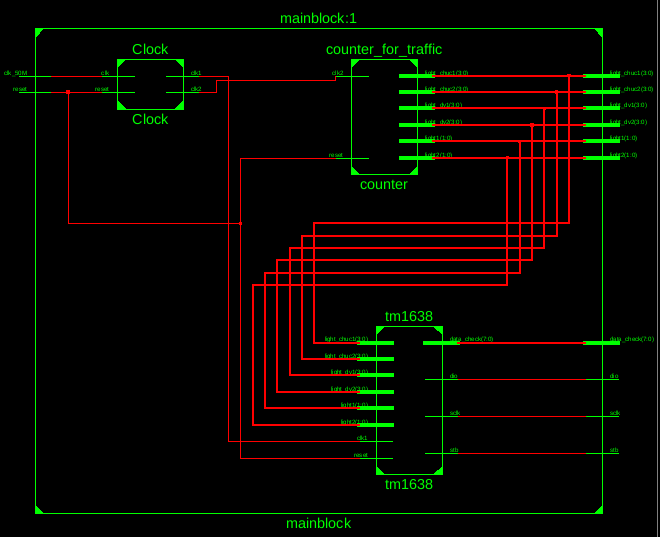 mainblock:1
Clock
counter_for_traffic
clk_50M
clk
clk1
clk2
light_chuc1(3:0)
light_chuc1(3:0)
reset
reset
clk2
light_chuc2(3:0)
light_chuc2(3:0)
light_dv1(3:0)
light_dv1(3:0)
Clock
light_dv2(3:0)
light_dv2(3:0)
light1(1:0)
light1(1:0)
reset
light2(1:0)
light2(1:0)
counter
tm1638
light_chuc1(3:0)
data_check(7:0)
data_check(7:0)
light_chuc2(3:0)
light_dv1(3:0)
dio
dio
light_dv2(3:0)
light1(1:0)
sclk
sclk
light2(1:0)
clk1
stb
stb
reset
tm1638
mainblock